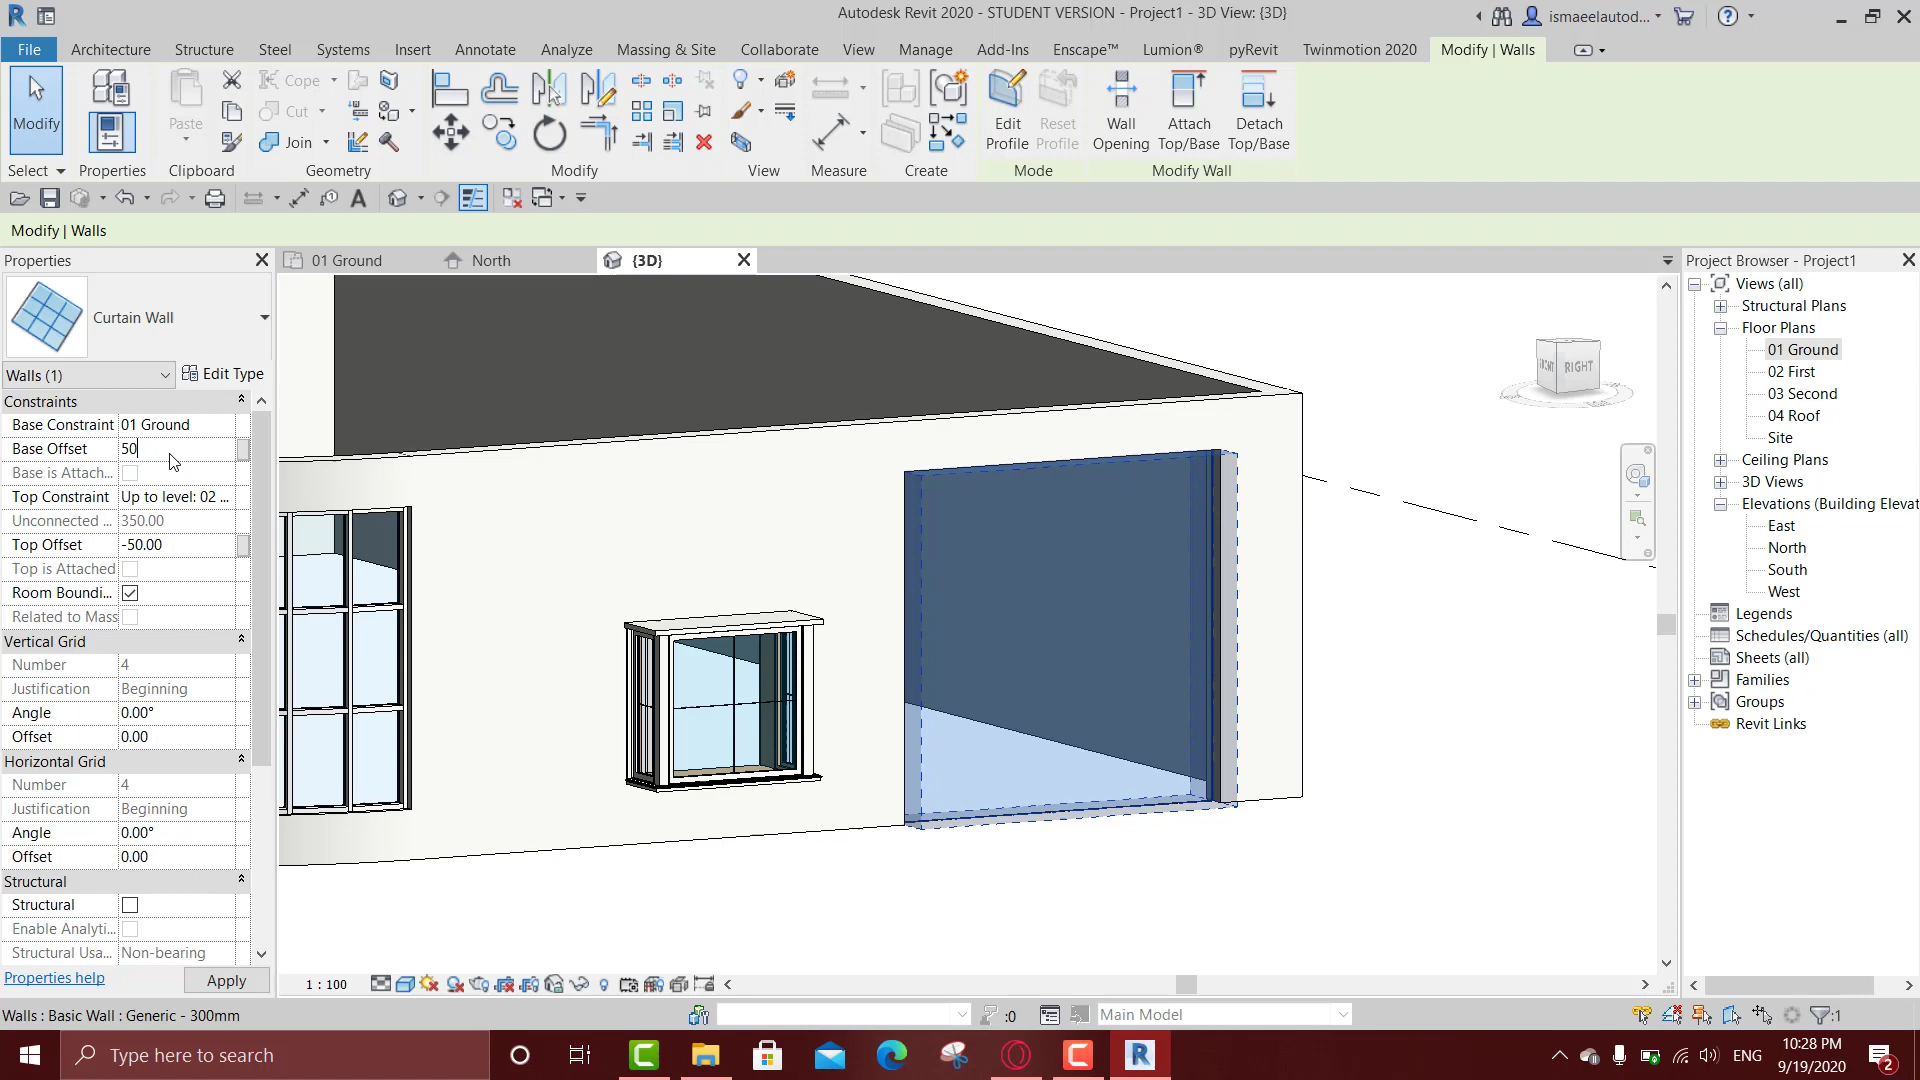 Autodesk Revit 2020 - STUDENT VERSION - Project1 - 3D View: {3D}
ismaeelautod...
File Architecture Structure Steel Systems Insert Annotate Analyze Massing & Site Collaborate View Manage Add-Ins Enscape™ Lumion® pyRevit Twinmotion 2020 Modify | Walls
Modify
Paste
Cope
Cut
Join
Edit Profile
Reset Profile
Wall Opening
Attach Top/Base
Detach Top/Base
Select Properties Clipboard Geometry Modify View Measure Create Mode Modify Wall
Modify | Walls
Properties
01 Ground
North
{3D}
Project Browser - Project1
Curtain Wall
Walls (1)
Edit Type
Constraints
Base Constraint 01 Ground
Base Offset 50
Base is Attach...
Top Constraint Up to level: 02 ...
Unconnected ... 350.00
Top Offset -50.00
Top is Attached
Room Boundi...
Related to Mass
Vertical Grid
Number 4
Justification Beginning
Angle 0.00°
Offset 0.00
Horizontal Grid
Number 4
Justification Beginning
Angle 0.00°
Offset 0.00
Structural
Structural
Enable Analyti...
Structural Usa... Non-bearing
Properties help
Apply
FRONT RIGHT
Views (all)
Structural Plans
Floor Plans
01 Ground
02 First
03 Second
04 Roof
Site
Ceiling Plans
3D Views
Elevations (Building Elevat
East
North
South
West
Legends
Schedules/Quantities (all)
Sheets (all)
Families
Groups
Revit Links
1 : 100
Walls : Basic Wall : Generic - 300mm
:0
Main Model
:1
Type here to search
ENG
10:28 PM
9/19/2020
2